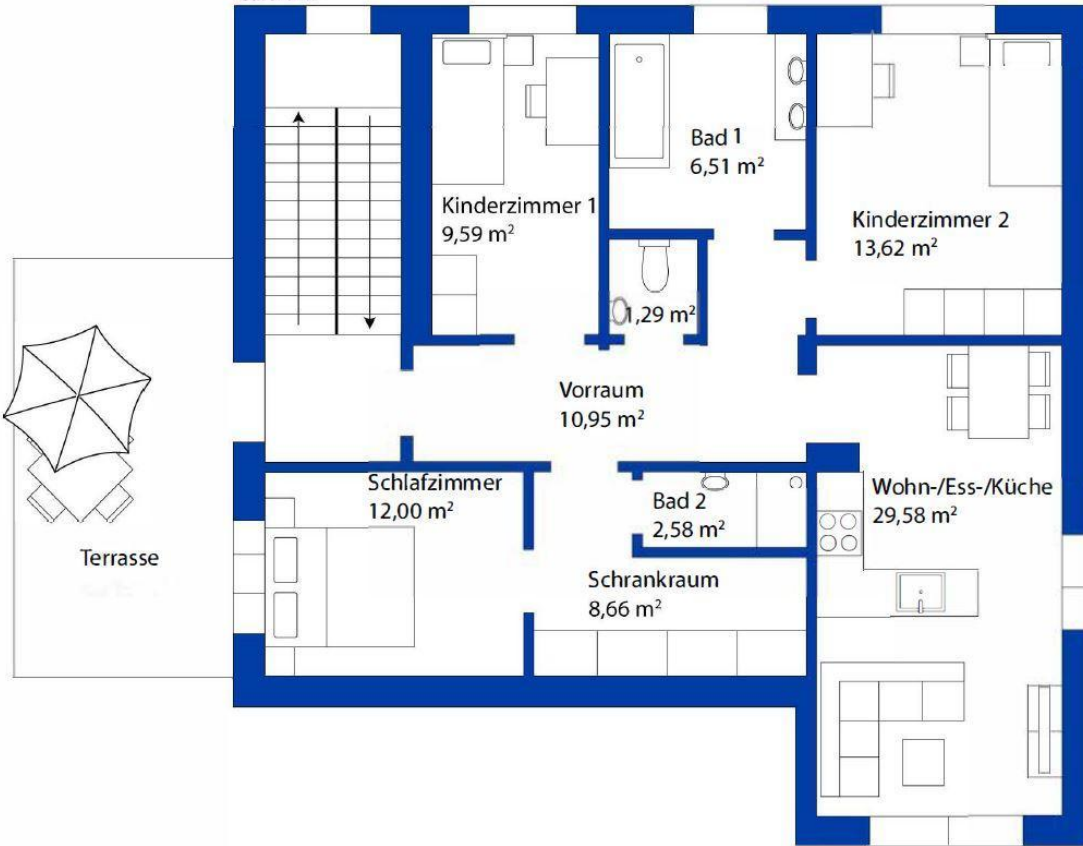 Bad 1
6,51 m²
Kinderzimmer 1
9,59 m²
Kinderzimmer 2
13,62 m²
1,29 m²
Vorraum
10,95 m²
Schlafzimmer
12,00 m²
Bad 2
2,58 m²
Wohn-/Ess-/Küche
29,58 m²
Terrasse
Schrankraum
8,66 m²